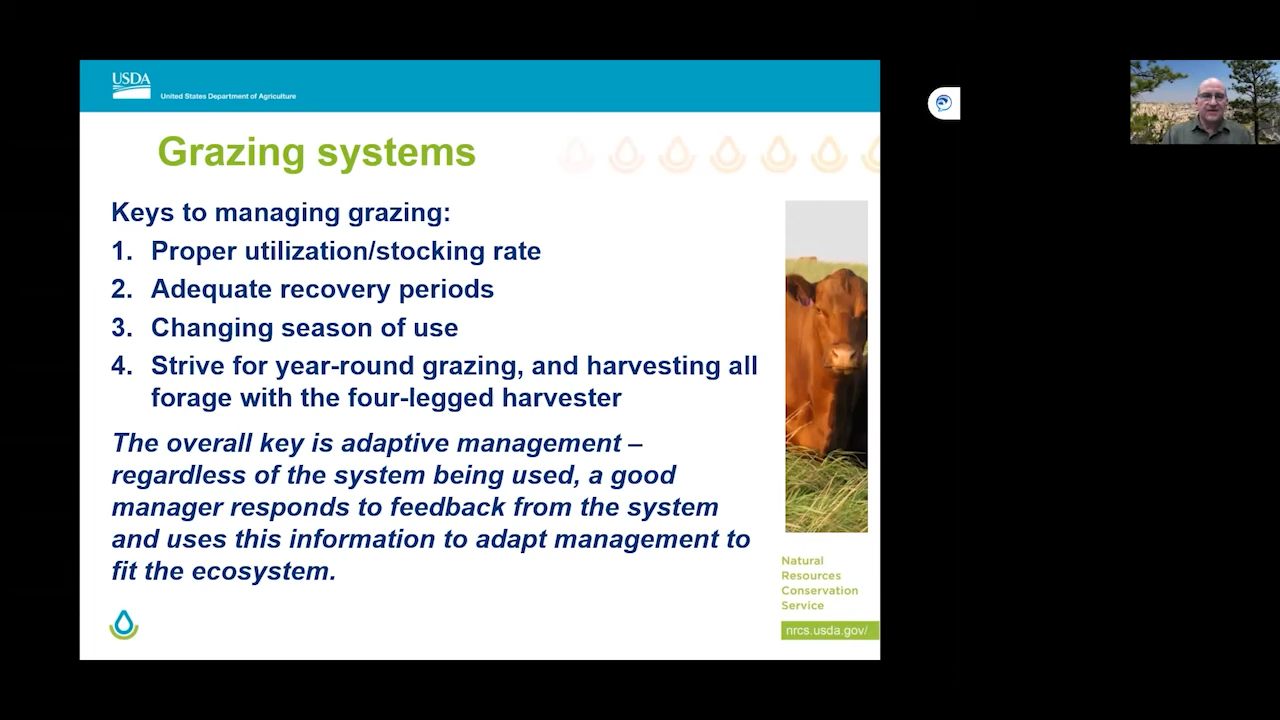 USDA
United States Department of Agriculture
Grazing systems
Keys to managing grazing:
1. Proper utilization/stocking rate
2. Adequate recovery periods
3. Changing season of use
4. Strive for year-round grazing, and harvesting all
forage with the four-legged harvester
The overall key is adaptive management –
regardless of the system being used, a good
manager responds to feedback from the system
and uses this information to adapt management to
fit the ecosystem.
Natural
Resources
Conservation
Service
nrcs.usda.gov/